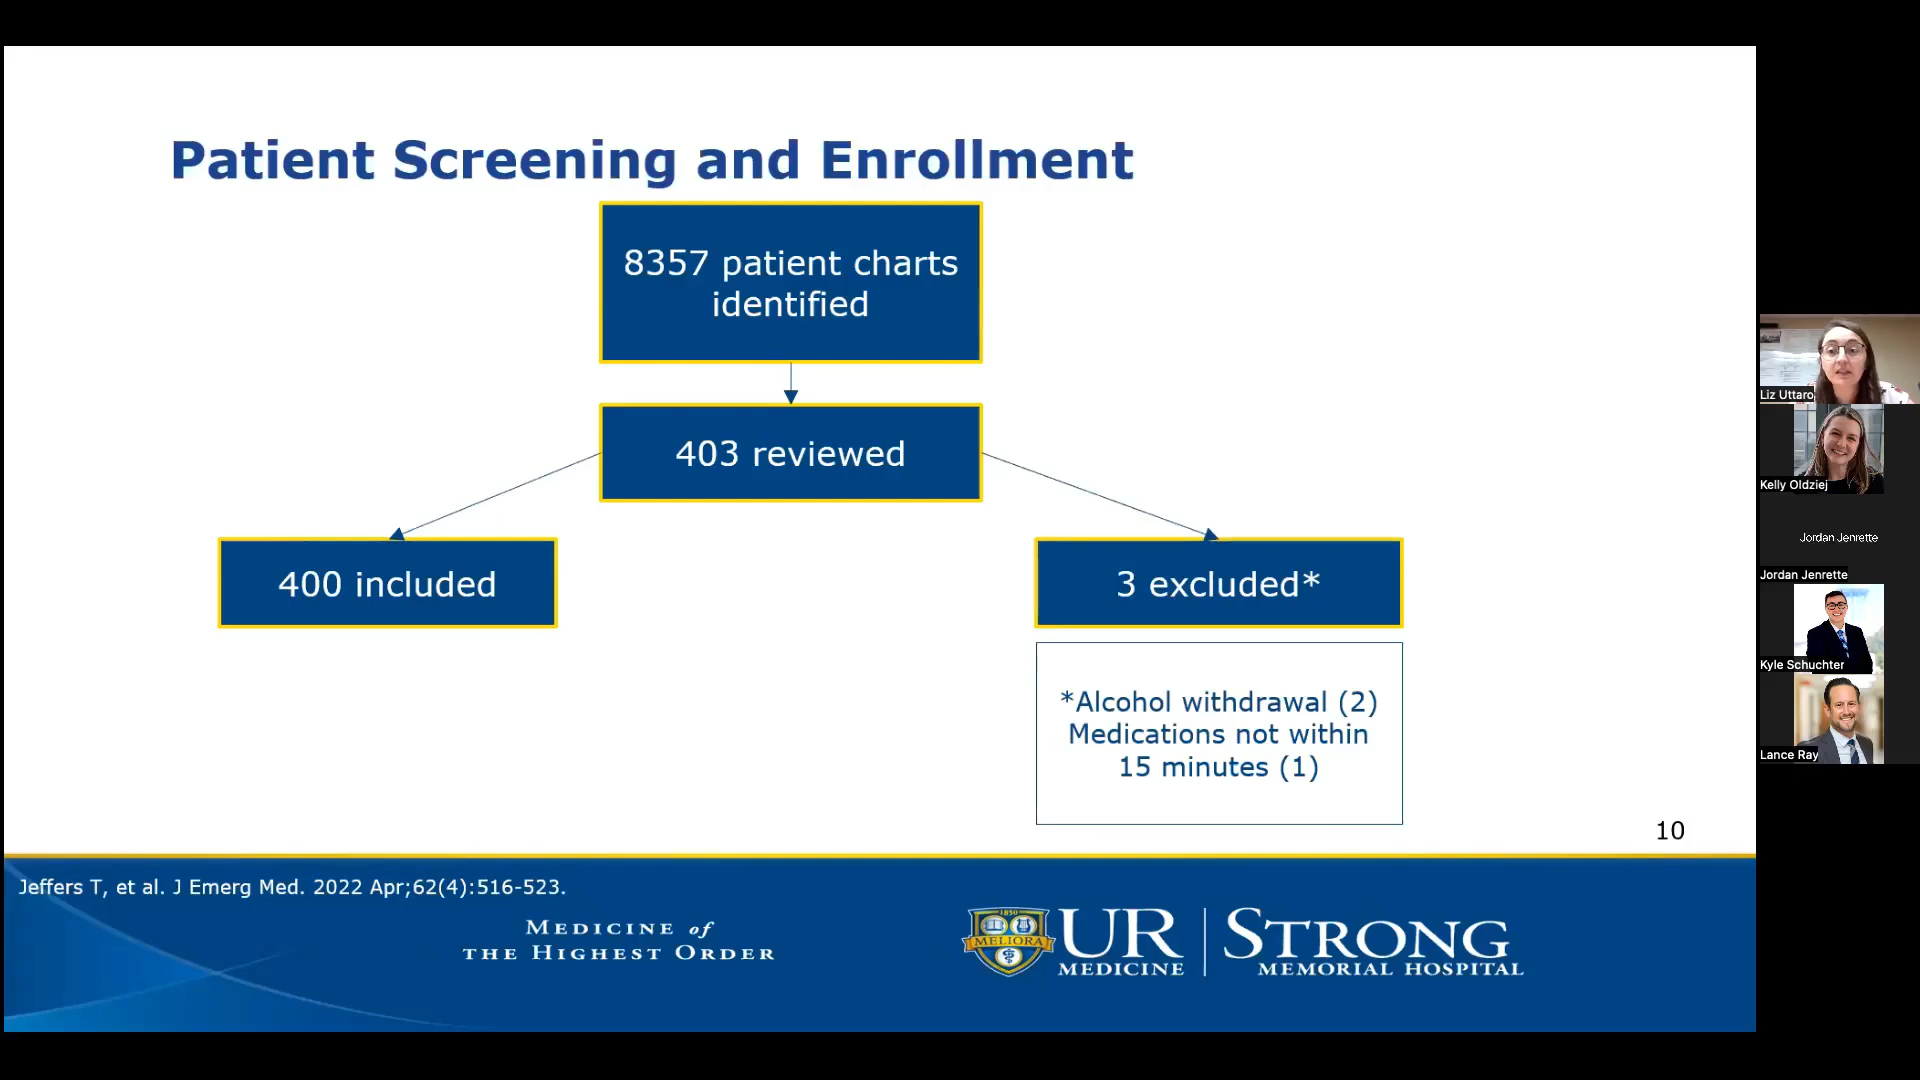 Patient Screening and Enrollment
8357 patient charts
identified
403 reviewed
400 included
3 excluded*
*Alcohol withdrawal (2)
Medications not within
15 minutes (1)
10
Jeffers T, et al. J Emerg Med. 2022 Apr;62(4):516-523.
MEDICINE of
THE HIGHEST ORDER
1850
MELIORA
UR
MEDICINE
STRONG
MEMORIAL HOSPITAL
Liz Uttaro
Kelly Oldziej
Jordan Jenrette
Jordan Jenrette
Kyle Schuchter
Lance Ray